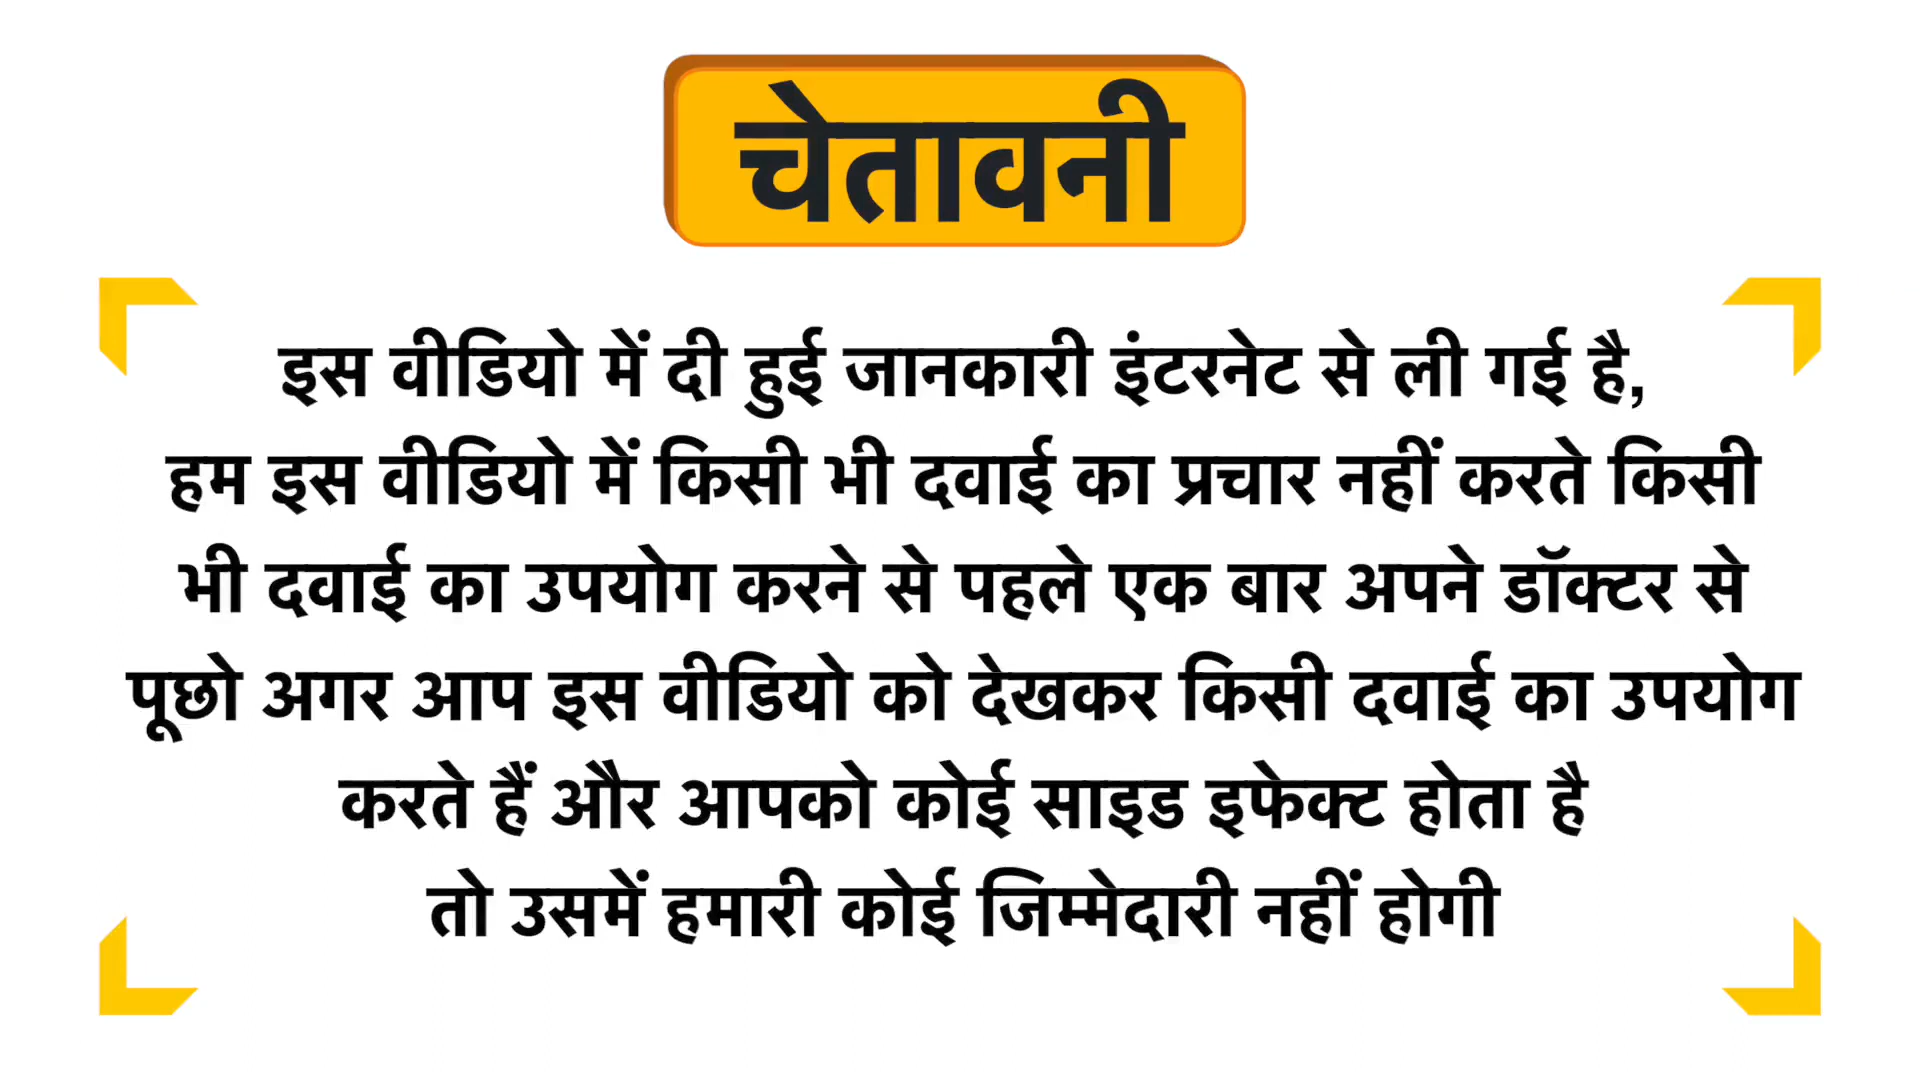 चेतावनी
इस वीडियो में दी हुई जानकारी इंटरनेट से ली गई है,
हम इस वीडियो में किसी भी दवाई का प्रचार नहीं करते किसी
भी दवाई का उपयोग करने से पहले एक बार अपने डॉक्टर से
पूछो अगर आप इस वीडियो को देखकर किसी दवाई का उपयोग
करते हैं और आपको कोई साइड इफेक्ट होता है
तो उसमें हमारी कोई जिम्मेदारी नहीं होगी